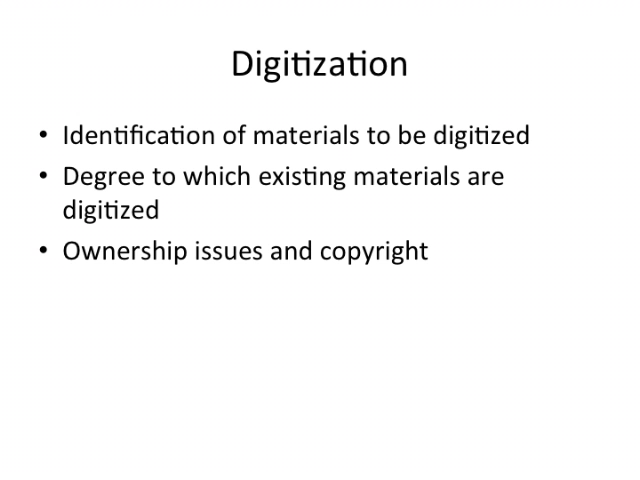 Digitization
• Identification of materials to be digitized
• Degree to which existing materials are
digitized
• Ownership issues and copyright